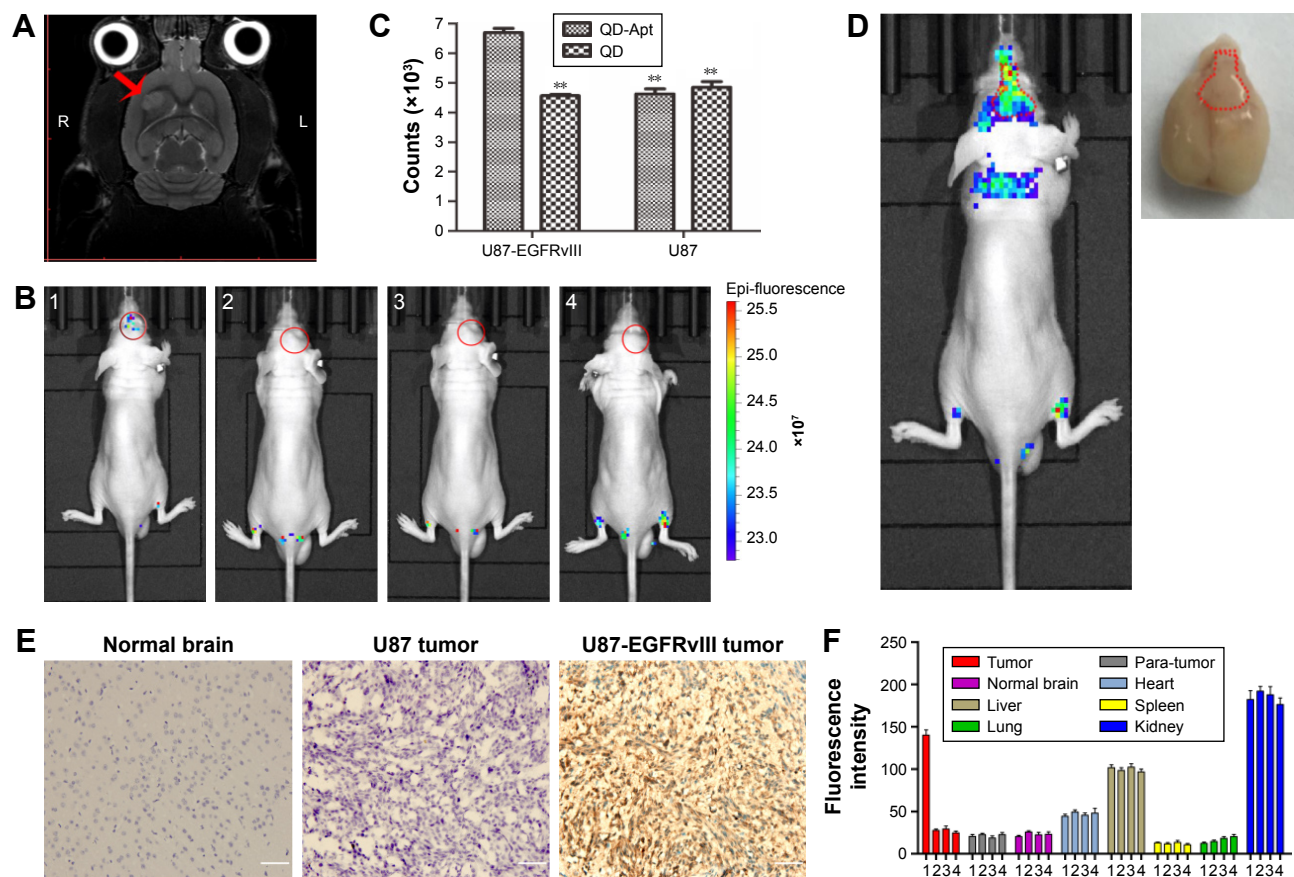 A
R
L
C
Counts (×10³)
7
6
5
4
3
2
1
0
QD-Apt
QD
**
**
**
U87-EGFRvIII
U87
D
B
1
2
3
4
Epi-fluorescence
25.5
25.0
24.5
24.0
23.5
23.0
×10⁷
E
Normal brain
U87 tumor
U87-EGFRvIII tumor
F
Fluorescence
intensity
250
200
150
100
50
0
Tumor
Normal brain
Liver
Lung
Para-tumor
Heart
Spleen
Kidney
1234 1234 1234 1234 1234 1234 1234 1234